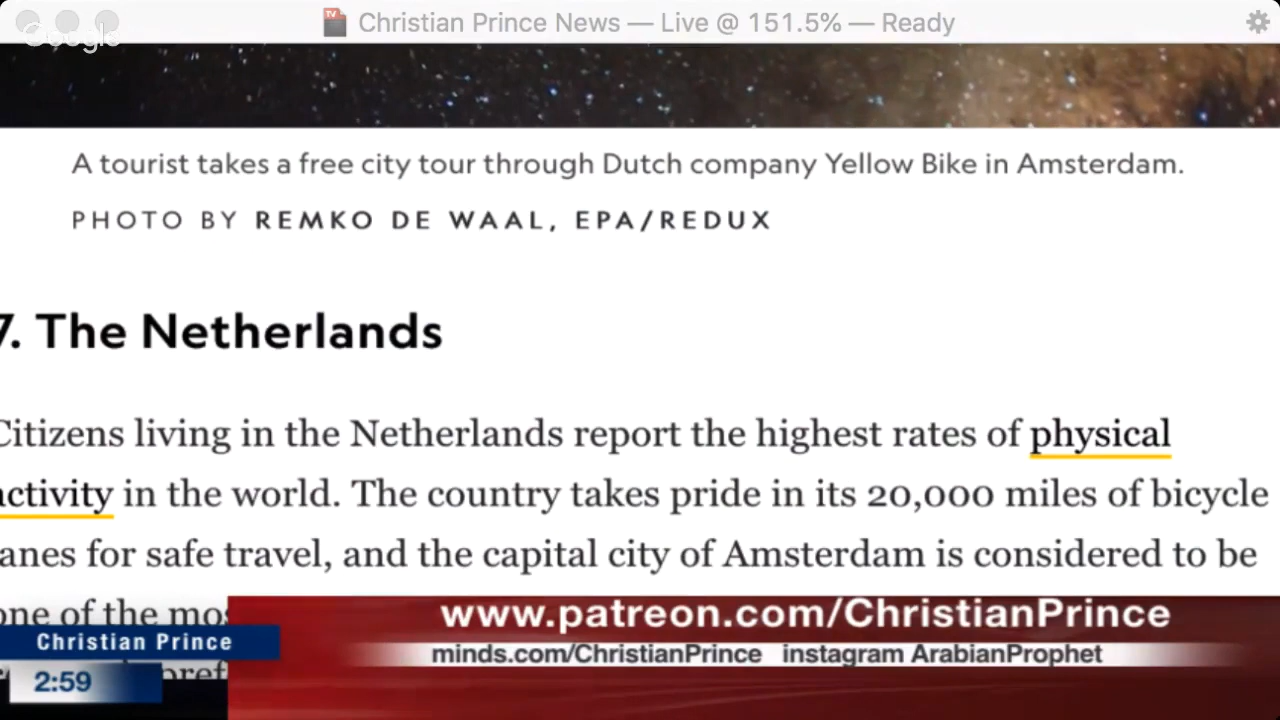 Christian Prince News — Live @ 151.5% — Ready
Google
A tourist takes a free city tour through Dutch company Yellow Bike in Amsterdam.
PHOTO BY REMKO DE WAAL, EPA/REDUX
7. The Netherlands
Citizens living in the Netherlands report the highest rates of physical
activity in the world. The country takes pride in its 20,000 miles of bicycle
lanes for safe travel, and the capital city of Amsterdam is considered to be
one of the
www.patreon.com/ChristianPrince
Christian Prince
minds.com/ChristianPrince instagram ArabianProphet
2:59